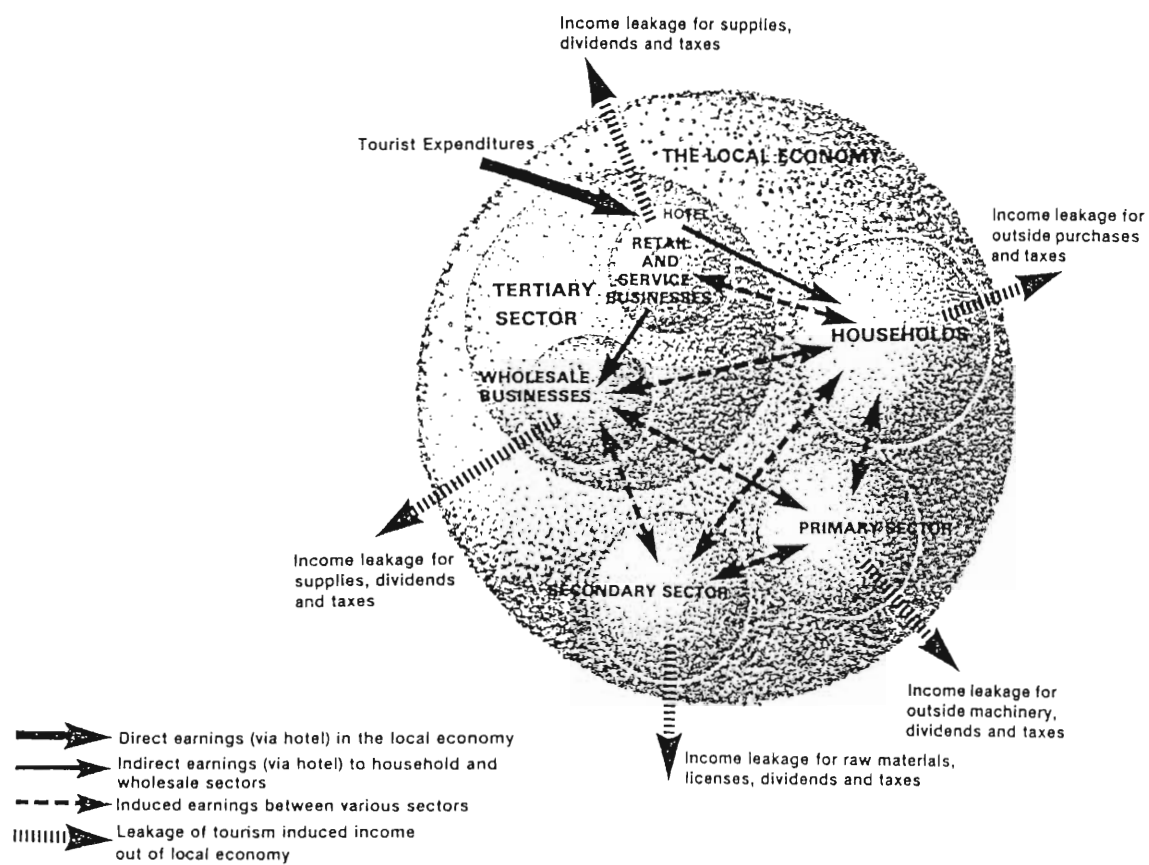 Income leakage for supplies,
dividends and taxes
Tourist Expenditures
THE LOCAL ECONOMY
HOTEL
RETAIL
AND
SERVICE
BUSINESSES
TERTIARY
SECTOR
Income leakage for
outside purchases
and taxes
HOUSEHOLDS
WHOLESALE
BUSINESSES
PRIMARY SECTOR
Income leakage for
supplies, dividends
and taxes
SECONDARY SECTOR
Income leakage for
outside machinery,
dividends and taxes
Income leakage for raw materials,
licenses, dividends and taxes
Direct earnings (via hotel) in the local economy
Indirect earnings (via hotel) to household and
wholesale sectors
Induced earnings between various sectors
Leakage of tourism induced income
out of local economy